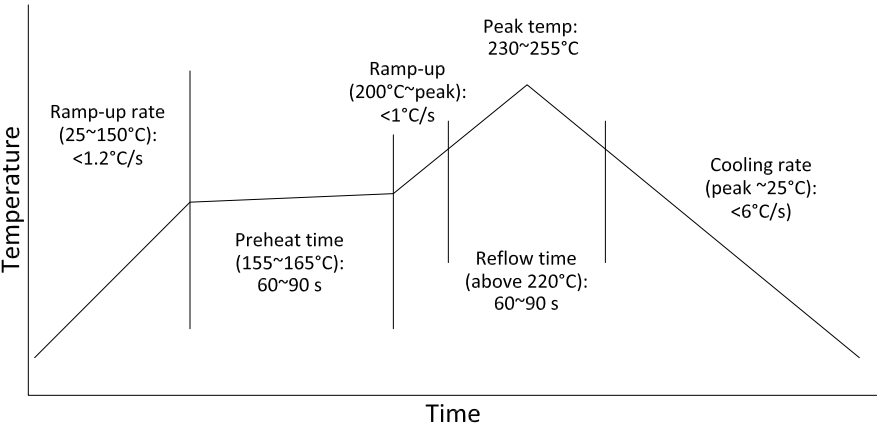 Peak temp:
230~255°C
Ramp-up
(200°C~peak):
<1°C/s
Ramp-up rate
(25~150°C):
<1.2°C/s
Cooling rate
(peak ~25°C):
<6°C/s)
Preheat time
(155~165°C):
60~90 s
Reflow time
(above 220°C):
60~90 s
Temperature
Time